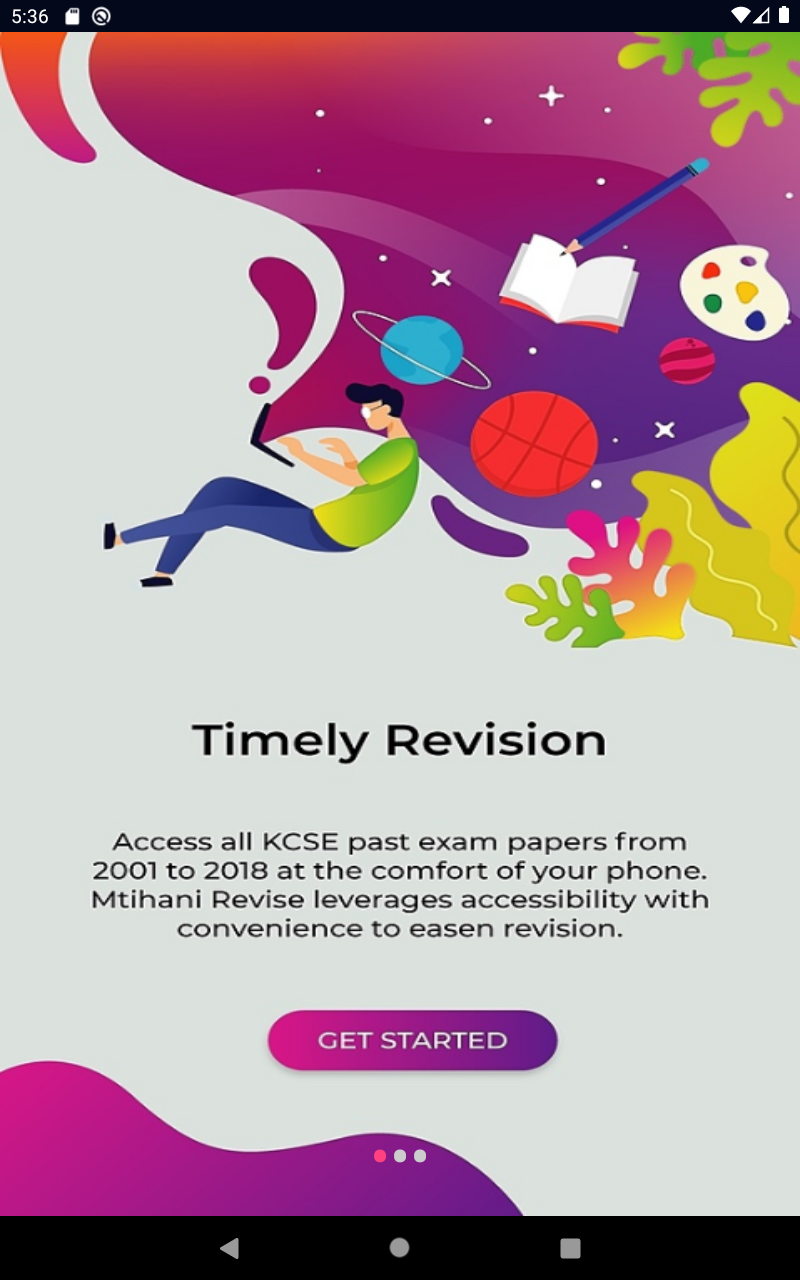 5:36
Timely Revision
Access all KCSE past exam papers from
2001 to 2018 at the comfort of your phone.
Mtihani Revise leverages accessibility with
convenience to easen revision.
GET STARTED